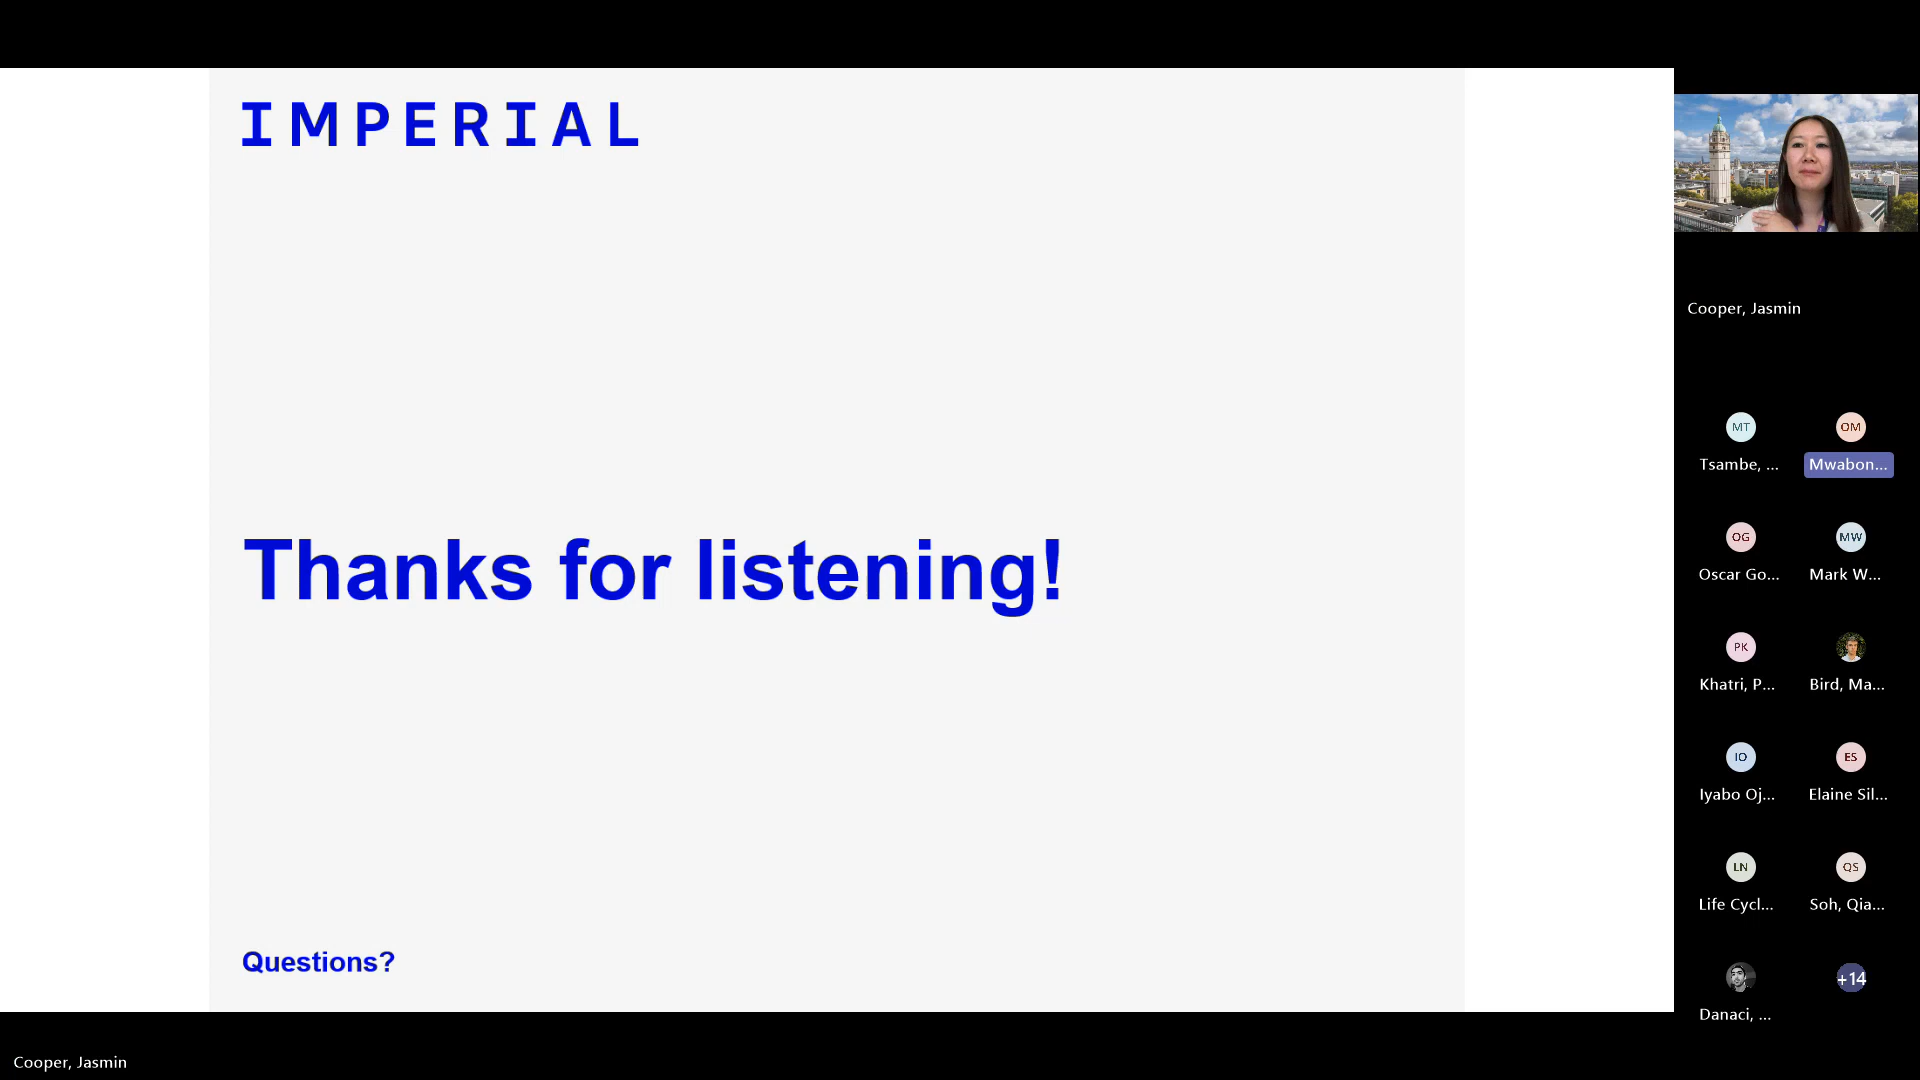 IMPERIAL
Thanks for listening!
Questions?
Cooper, Jasmin
MT
OM
Tsambe, ...
Mwabon...
OG
MW
Oscar Go...
Mark W...
PK
Khatri, P...
Bird, Ma...
IO
ES
Iyabo Oj...
Elaine Sil...
LN
QS
Life Cycl...
Soh, Qia...
+14
Danaci, ...
Cooper, Jasmin